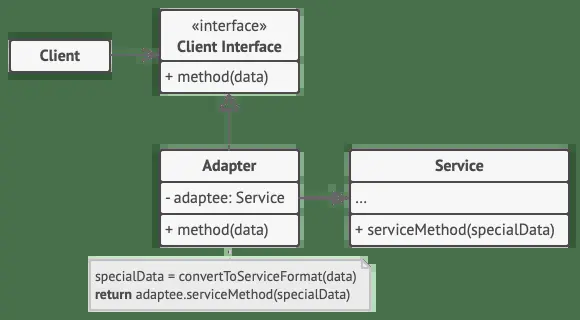 «interface»
Client Interface
Client
+ method(data)
Adapter
- adaptee: Service
+ method(data)
Service
...
+ serviceMethod(specialData)
specialData = convertToServiceFormat(data)
return adaptee.serviceMethod(specialData)